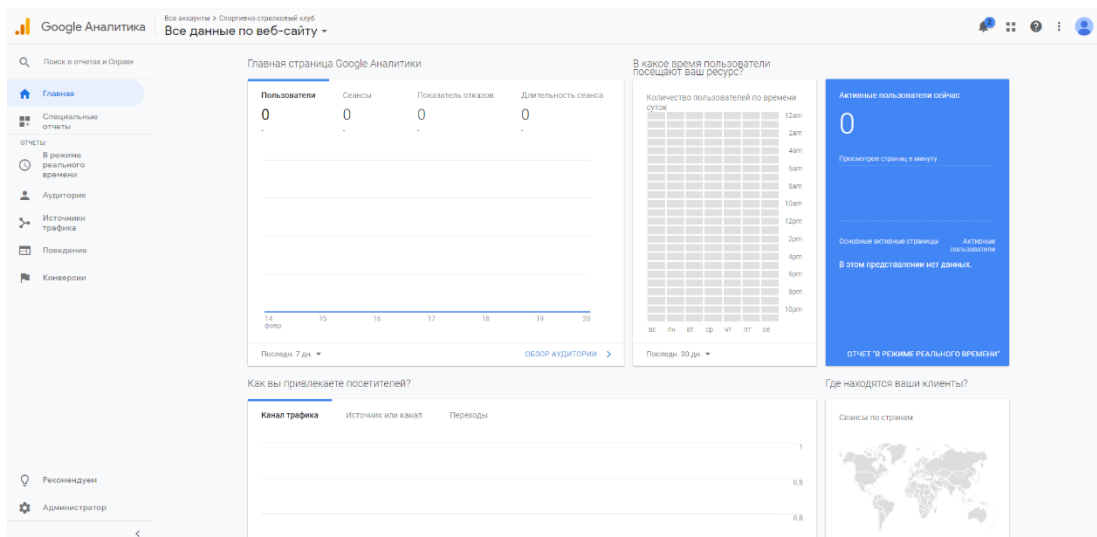 Google Аналитика
Все аккаунты > Спортивно-стрелковый клуб
Все данные по веб-сайту
2
Поиск в отчетах и Справк
Главная
Специальные
отчеты
ОТЧЕТЫ
В режиме
реального
времени
Аудитория
Источники
трафика
Поведение
Конверсии
Рекомендуем
Администратор
Главная страница Google Аналитики
Пользователи Сеансы Показатель отказов Длительность сеанса
0 0 0 0
- - - -
14 15 16 17 18 19 20
февр.
Последн. 7 дн.
ОБЗОР АУДИТОРИИ
В какое время пользователи
посещают ваш ресурс?
Количество пользователей по времени
суток
12am
2am
4am
6am
8am
10am
12pm
2pm
4pm
6pm
8pm
10pm
вс пн вт ср чт пт сб
Последн. 30 дн.
Активные пользователи сейчас
0
Просмотров страниц в минуту
Основные активные страницы Активные
пользователи
В этом представлении нет данных.
ОТЧЕТ "В РЕЖИМЕ РЕАЛЬНОГО ВРЕМЕНИ"
Как вы привлекаете посетителей?
Канал трафика Источник или канал Переходы
1
0,8
0,6
Где находятся ваши клиенты?
Сеансы по странам